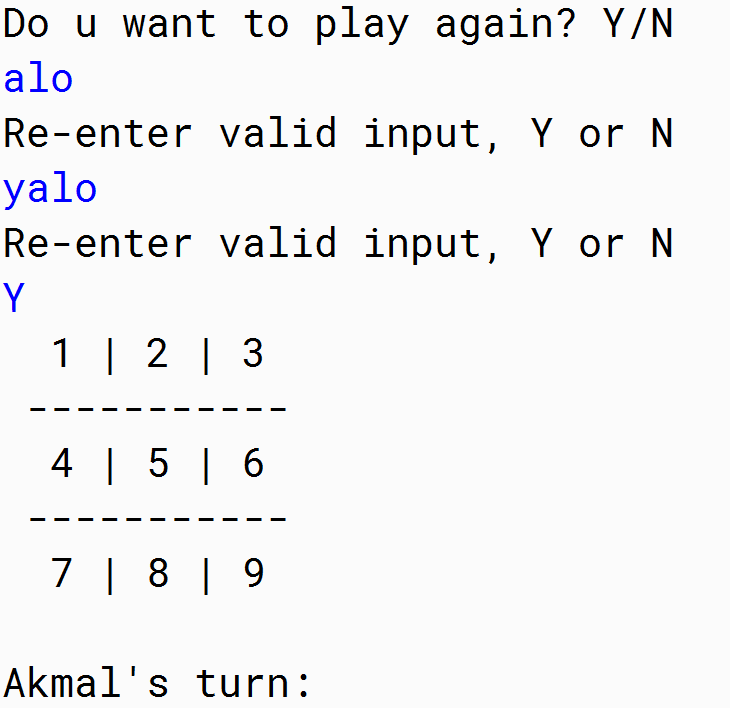 Do u want to play again? Y/N
alo
Re-enter valid input, Y or N
yalo
Re-enter valid input, Y or N
Y
  1 | 2 | 3
 -----------
  4 | 5 | 6
 -----------
  7 | 8 | 9

Akmal's turn: